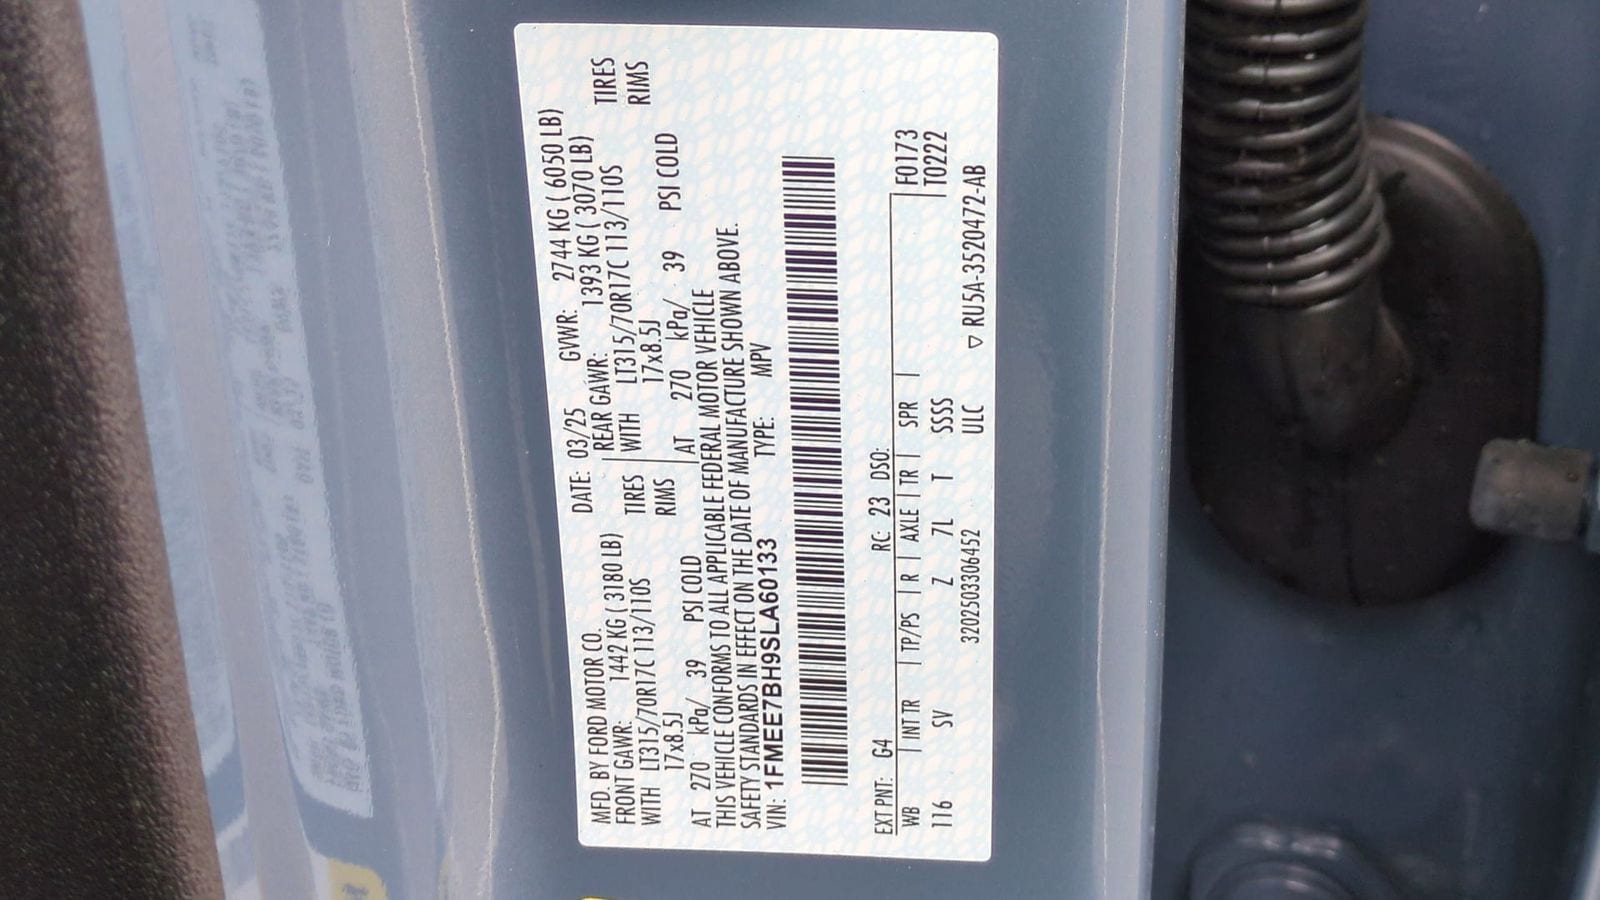 MFD. BY FORD MOTOR CO. DATE: 03/25 GVWR: 2744 KG ( 6050 LB)
FRONT GAWR: 1442 KG ( 3180 LB) REAR GAWR: 1393 KG ( 3070 LB)
WITH LT315/70R17C 113/110S TIRES WITH LT315/70R17C 113/110S TIRES
17x8.5J RIMS 17x8.5J RIMS
AT 270 kPa/ 39 PSI COLD AT 270 kPa/ 39 PSI COLD
THIS VEHICLE CONFORMS TO ALL APPLICABLE FEDERAL MOTOR VEHICLE
SAFETY STANDARDS IN EFFECT ON THE DATE OF MANUFACTURE SHOWN ABOVE.
VIN: 1FMEE7BH9SLA60133 TYPE: MPV
EXT PNT: G4 RC: 23 DSO: F0173
WB INT TR TP/PS R AXLE TR SPR T0222
116 SV Z 7L T SSSS
3202503306452 ULC ▽ RU5A-3520472-AB